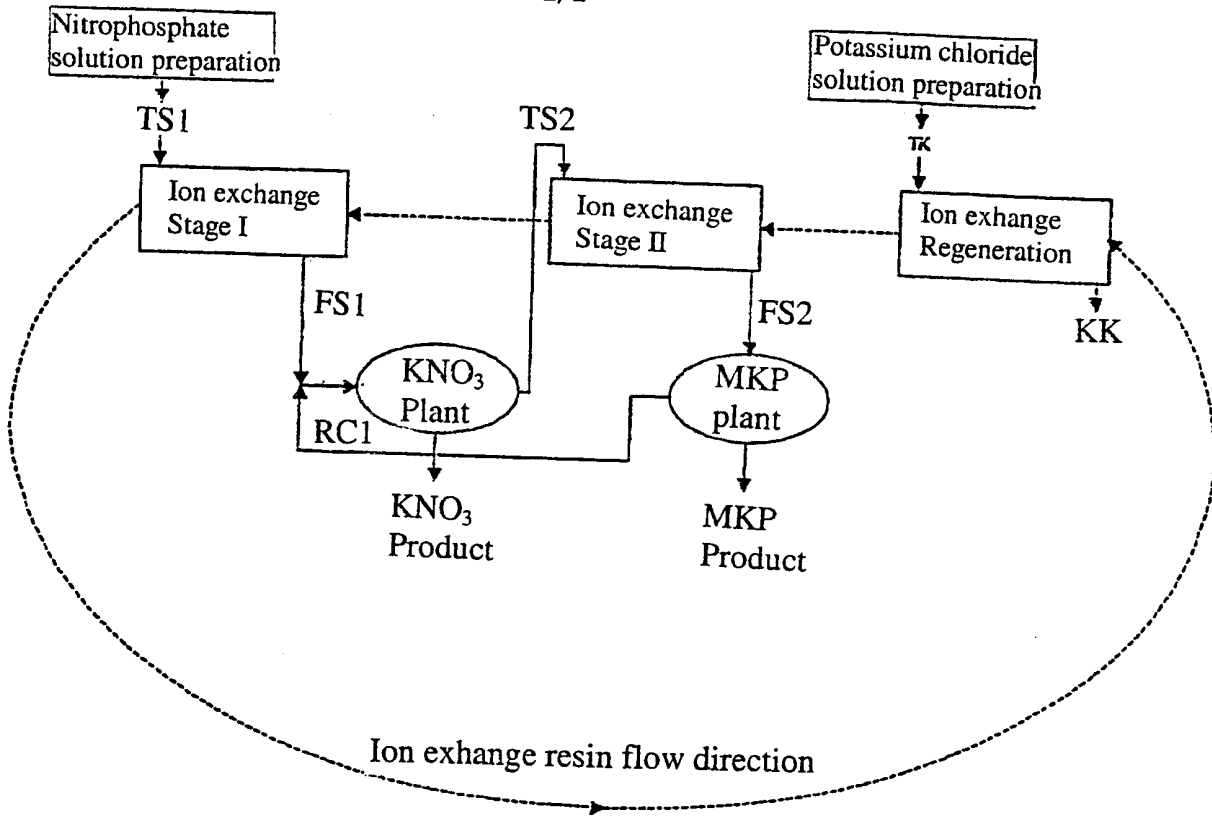 Nitrophosphate
solution preparation
Potassium chloride
solution preparation
TS1
TS2
TK
Ion exchange
Stage I
Ion exchange
Stage II
Ion exhange
Regeneration
FS1
FS2
KK
KNO₃
Plant
MKP
plant
RC1
KNO₃
Product
MKP
Product
Ion exhange resin flow direction